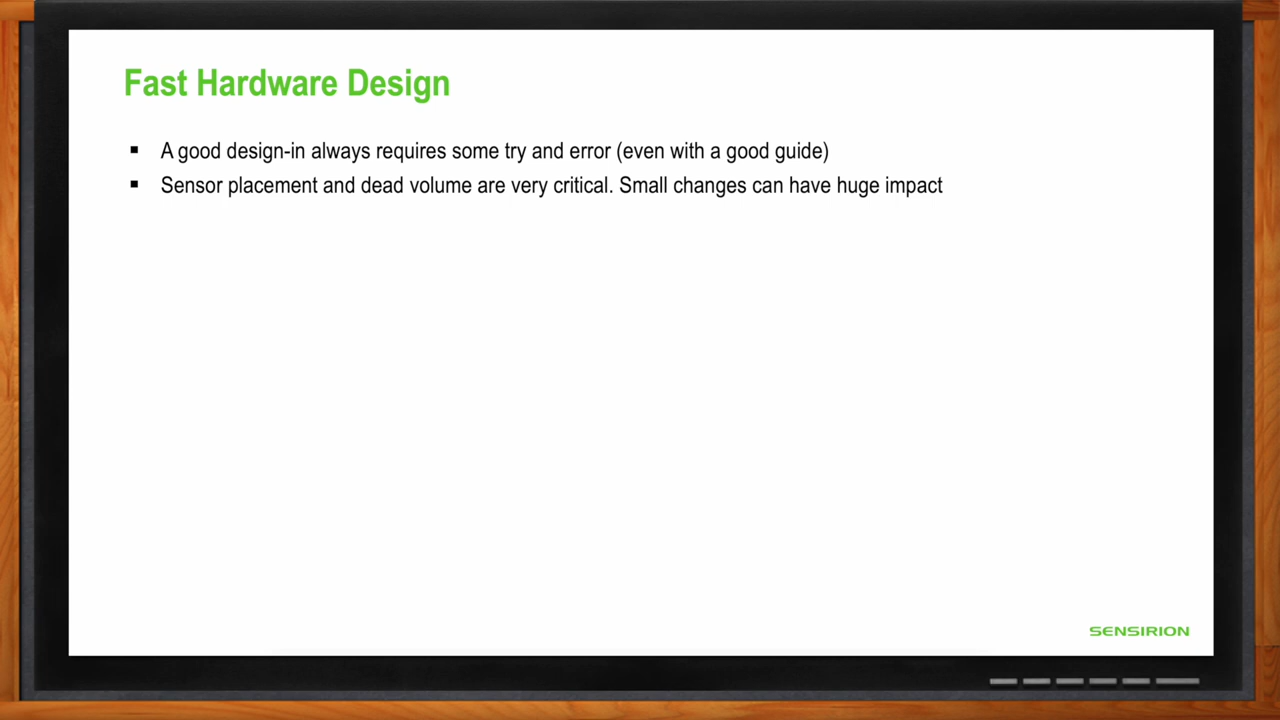 Fast Hardware Design
▪ A good design-in always requires some try and error (even with a good guide)
▪ Sensor placement and dead volume are very critical. Small changes can have huge impact
SENSIRION